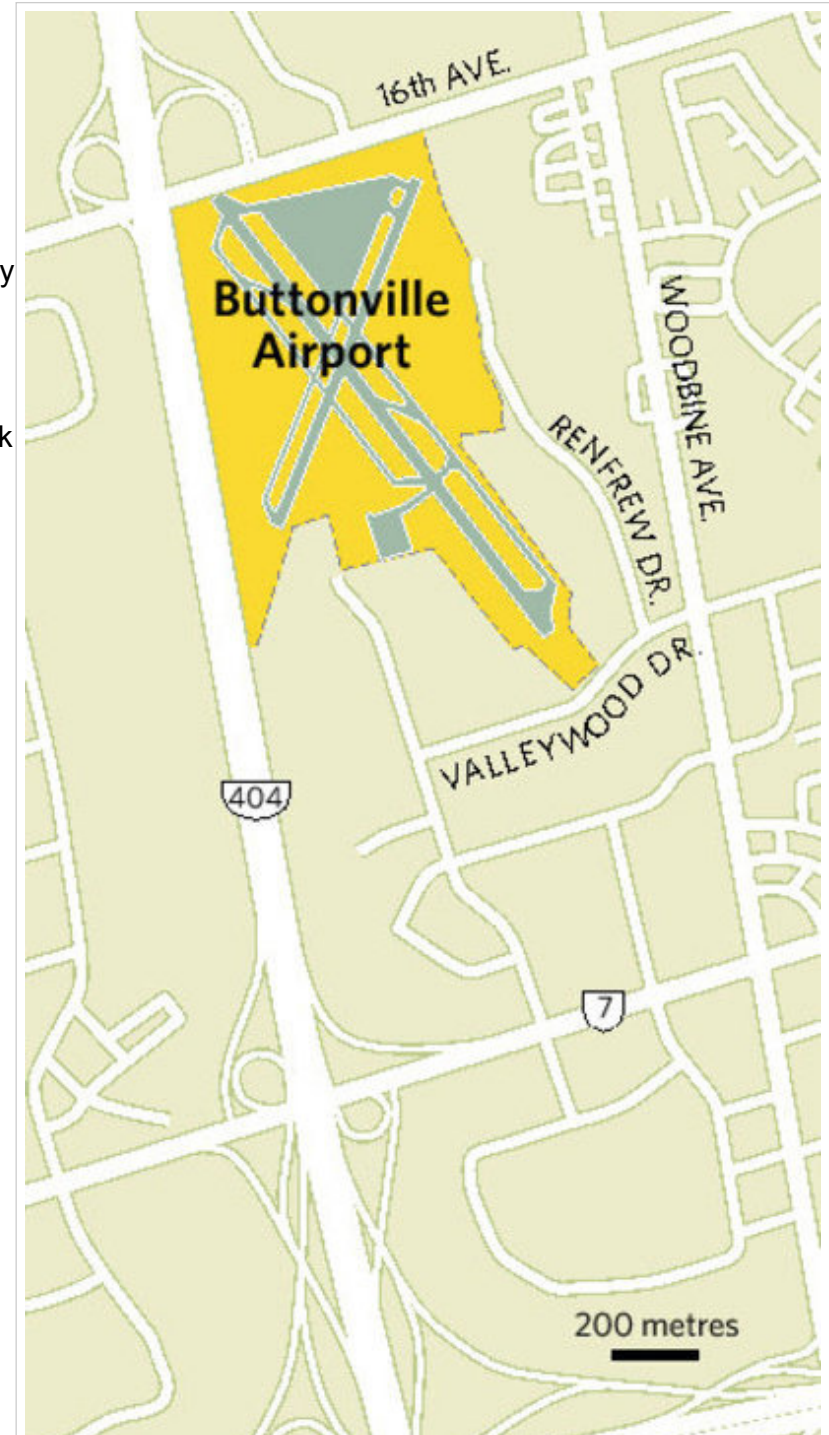 16th AVE.
y
Buttonville
Airport
WOODBINE AVE.
k
RENFREW DR.
VALLEYWOOD DR.
404
7
200 metres